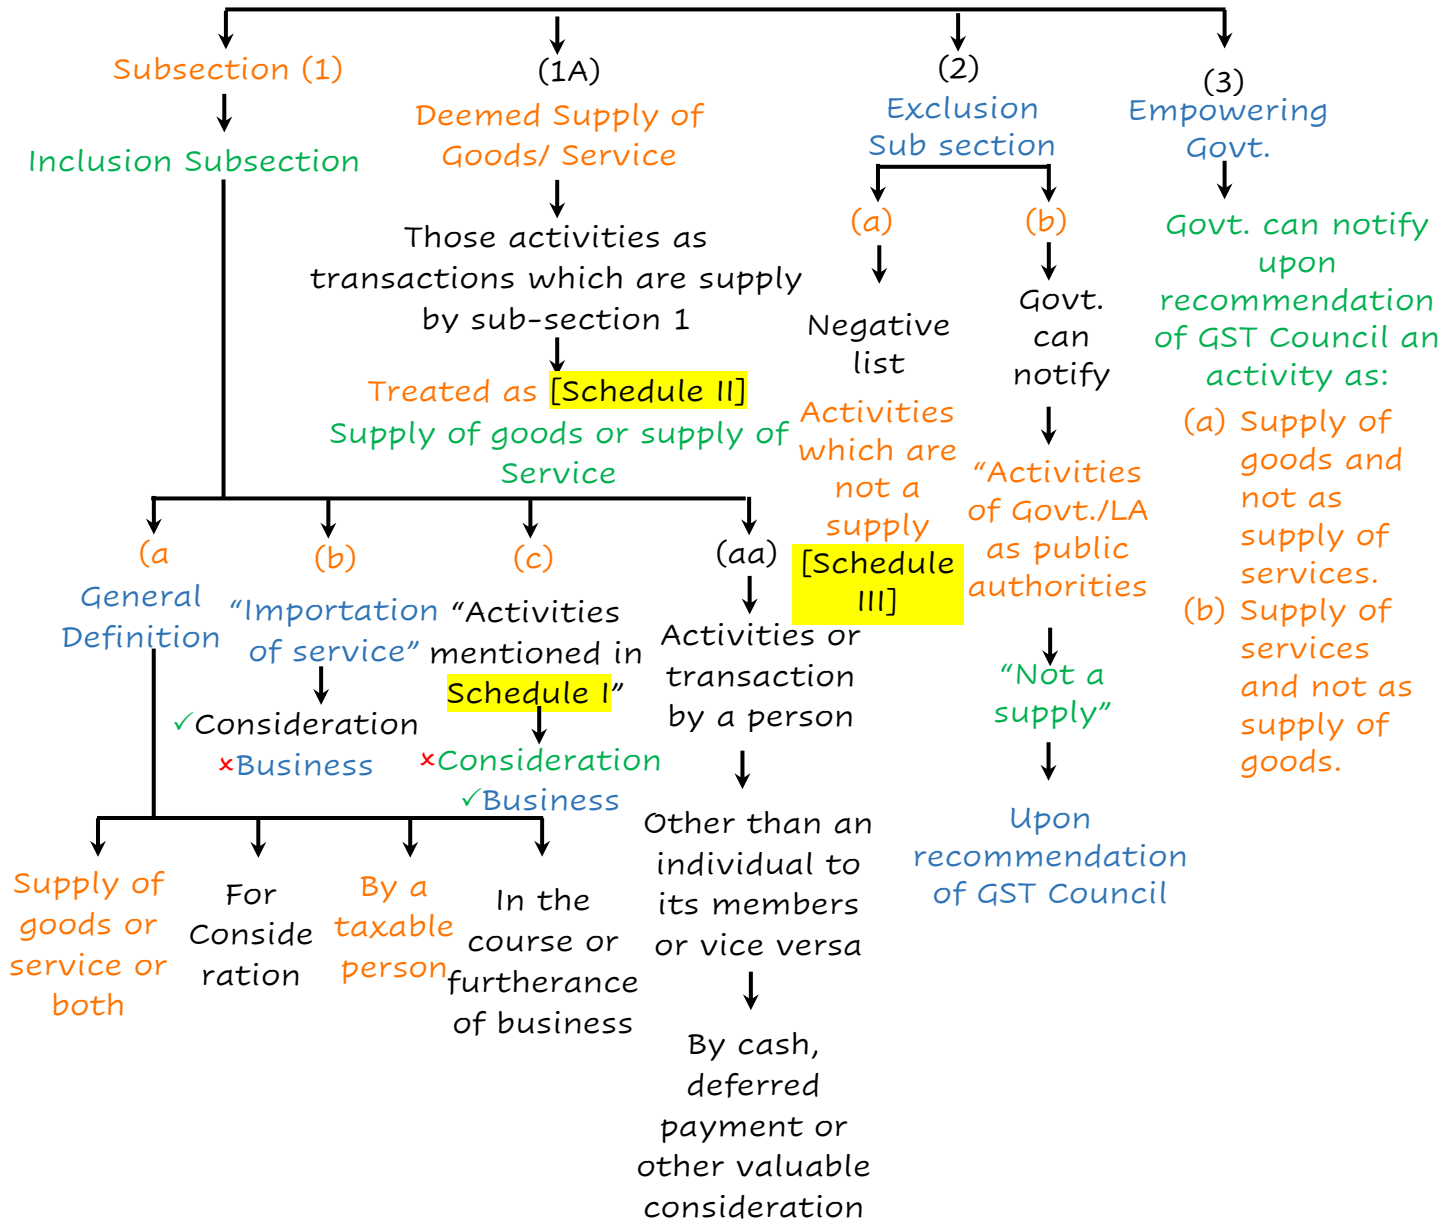 Subsection (1)
Inclusion Subsection
(1A)
Deemed Supply of
Goods/ Service
Those activities as
transactions which are supply
by sub-section 1
Treated as [Schedule II]
Supply of goods or supply of
Service
(2)
Exclusion
Sub section
(a)
Negative
list
Activities
which are
not a
supply
[Schedule
III]
(b)
Govt.
can
notify
“Activities
of Govt./LA
as public
authorities
“Not a
supply”
Upon
recommendation
of GST Council
(3)
Empowering
Govt.
Govt. can notify
upon
recommendation
of GST Council an
activity as:
(a) Supply of
goods and
not as
supply of
services.
(b) Supply of
services
and not as
supply of
goods.
(a
General
Definition
Supply of
goods or
service or
both
For
Conside
ration
By a
taxable
person
In the
course or
furtherance
of business
(b)
“Importation
of service”
✓Consideration
×Business
(c)
“Activities
mentioned in
Schedule I”
×Consideration
✓Business
(aa)
Activities or
transaction
by a person
Other than an
individual to
its members
or vice versa
By cash,
deferred
payment or
other valuable
consideration